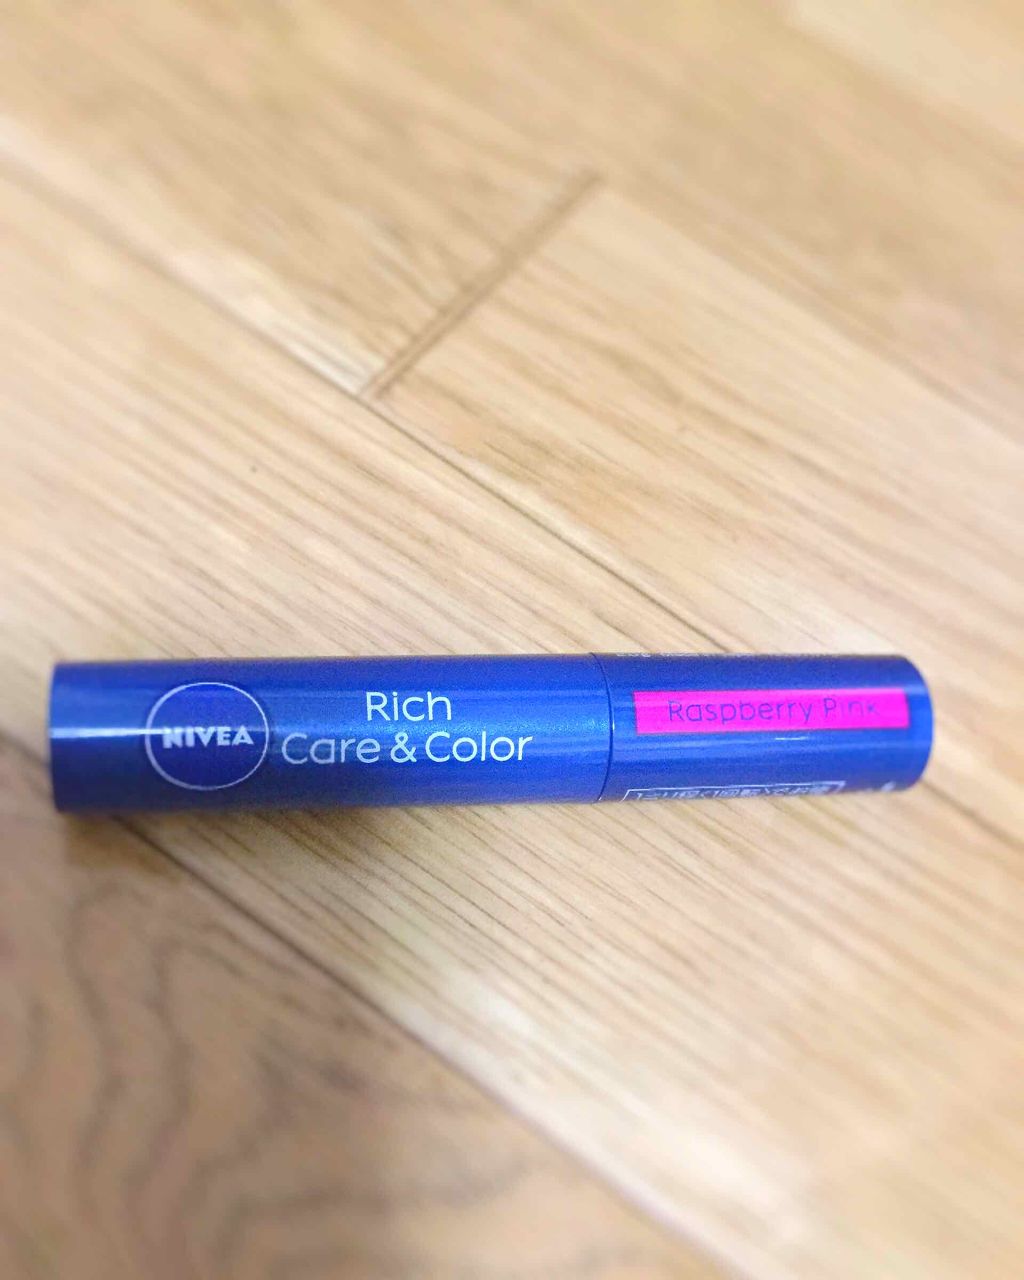 NIVEA
Rich
Care & Color
Raspberry Pink